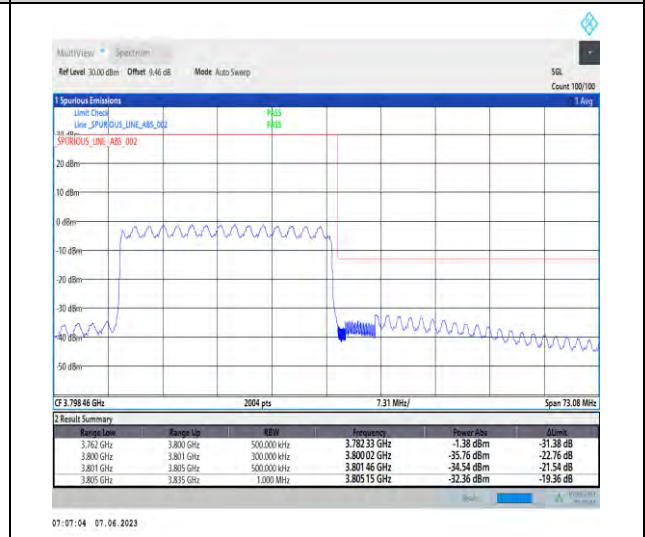 MultiView Spectrum
Ref Level 30.00 dBm Offset 9.46 dB Mode Auto Sweep SGL
Count 100/100
1 Spurious Emissions 1 Avg
Limit Check PASS
Line _SPURIOUS_LINE_ABS_002 PASS
30 dBm
_SPURIOUS_LINE_ABS_002
20 dBm
10 dBm
0 dBm
-10 dBm
-20 dBm
-30 dBm
-40 dBm
-50 dBm
CF 3.798 46 GHz 2004 pts 7.31 MHz/ Span 73.08 MHz
2 Result Summary
Range Low Range Up RBW Frequency Power Abs ΔLimit
3.762 GHz 3.800 GHz 500.000 kHz 3.782 33 GHz -1.38 dBm -31.38 dB
3.800 GHz 3.801 GHz 300.000 kHz 3.800 02 GHz -35.76 dBm -22.76 dB
3.801 GHz 3.805 GHz 500.000 kHz 3.801 46 GHz -34.54 dBm -21.54 dB
3.805 GHz 3.835 GHz 1.000 MHz 3.805 15 GHz -32.36 dBm -19.36 dB
07:07:04 07.06.2023